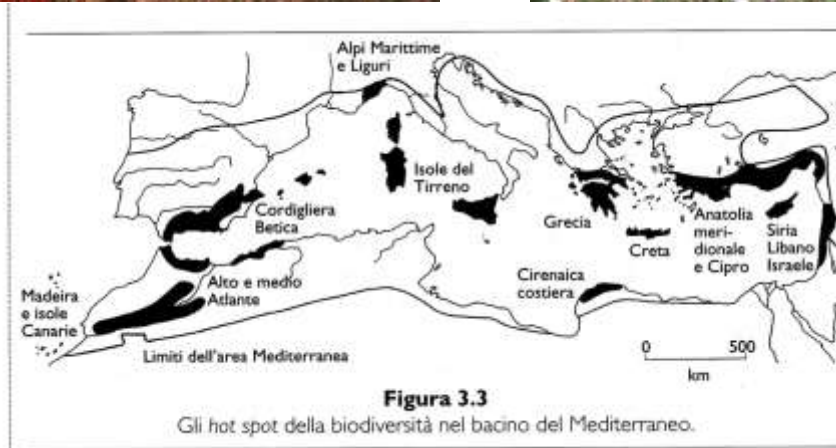 Alpi Marittime
e Liguri
Isole del
Tirreno
Cordigliera
Betica
Grecia
Creta
Anatolia
meri-
dionale
e Cipro
Siria
Libano
Israele
Cirenaica
costiera
Alto e medio
Atlante
Madeira
e isole
Canarie
Limiti dell'area Mediterranea
0 500
km
Figura 3.3
Gli hot spot della biodiversità nel bacino del Mediterraneo.